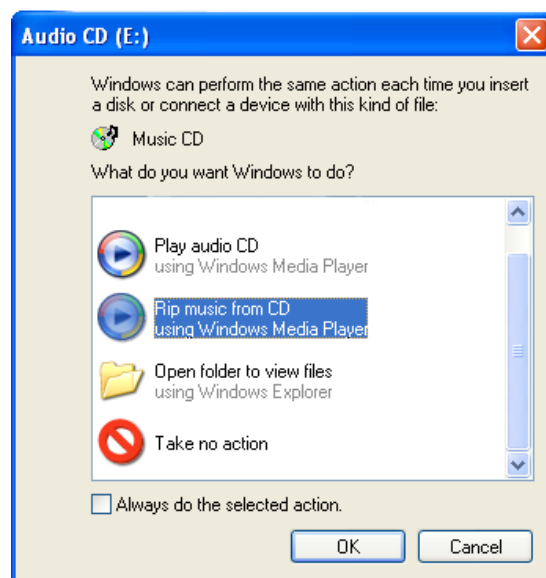 Audio CD (E:)
Windows can perform the same action each time you insert
a disk or connect a device with this kind of file:
Music CD
What do you want Windows to do?
Play audio CD
using Windows Media Player
Rip music from CD
using Windows Media Player
Open folder to view files
using Windows Explorer
Take no action
Always do the selected action.
OK
Cancel